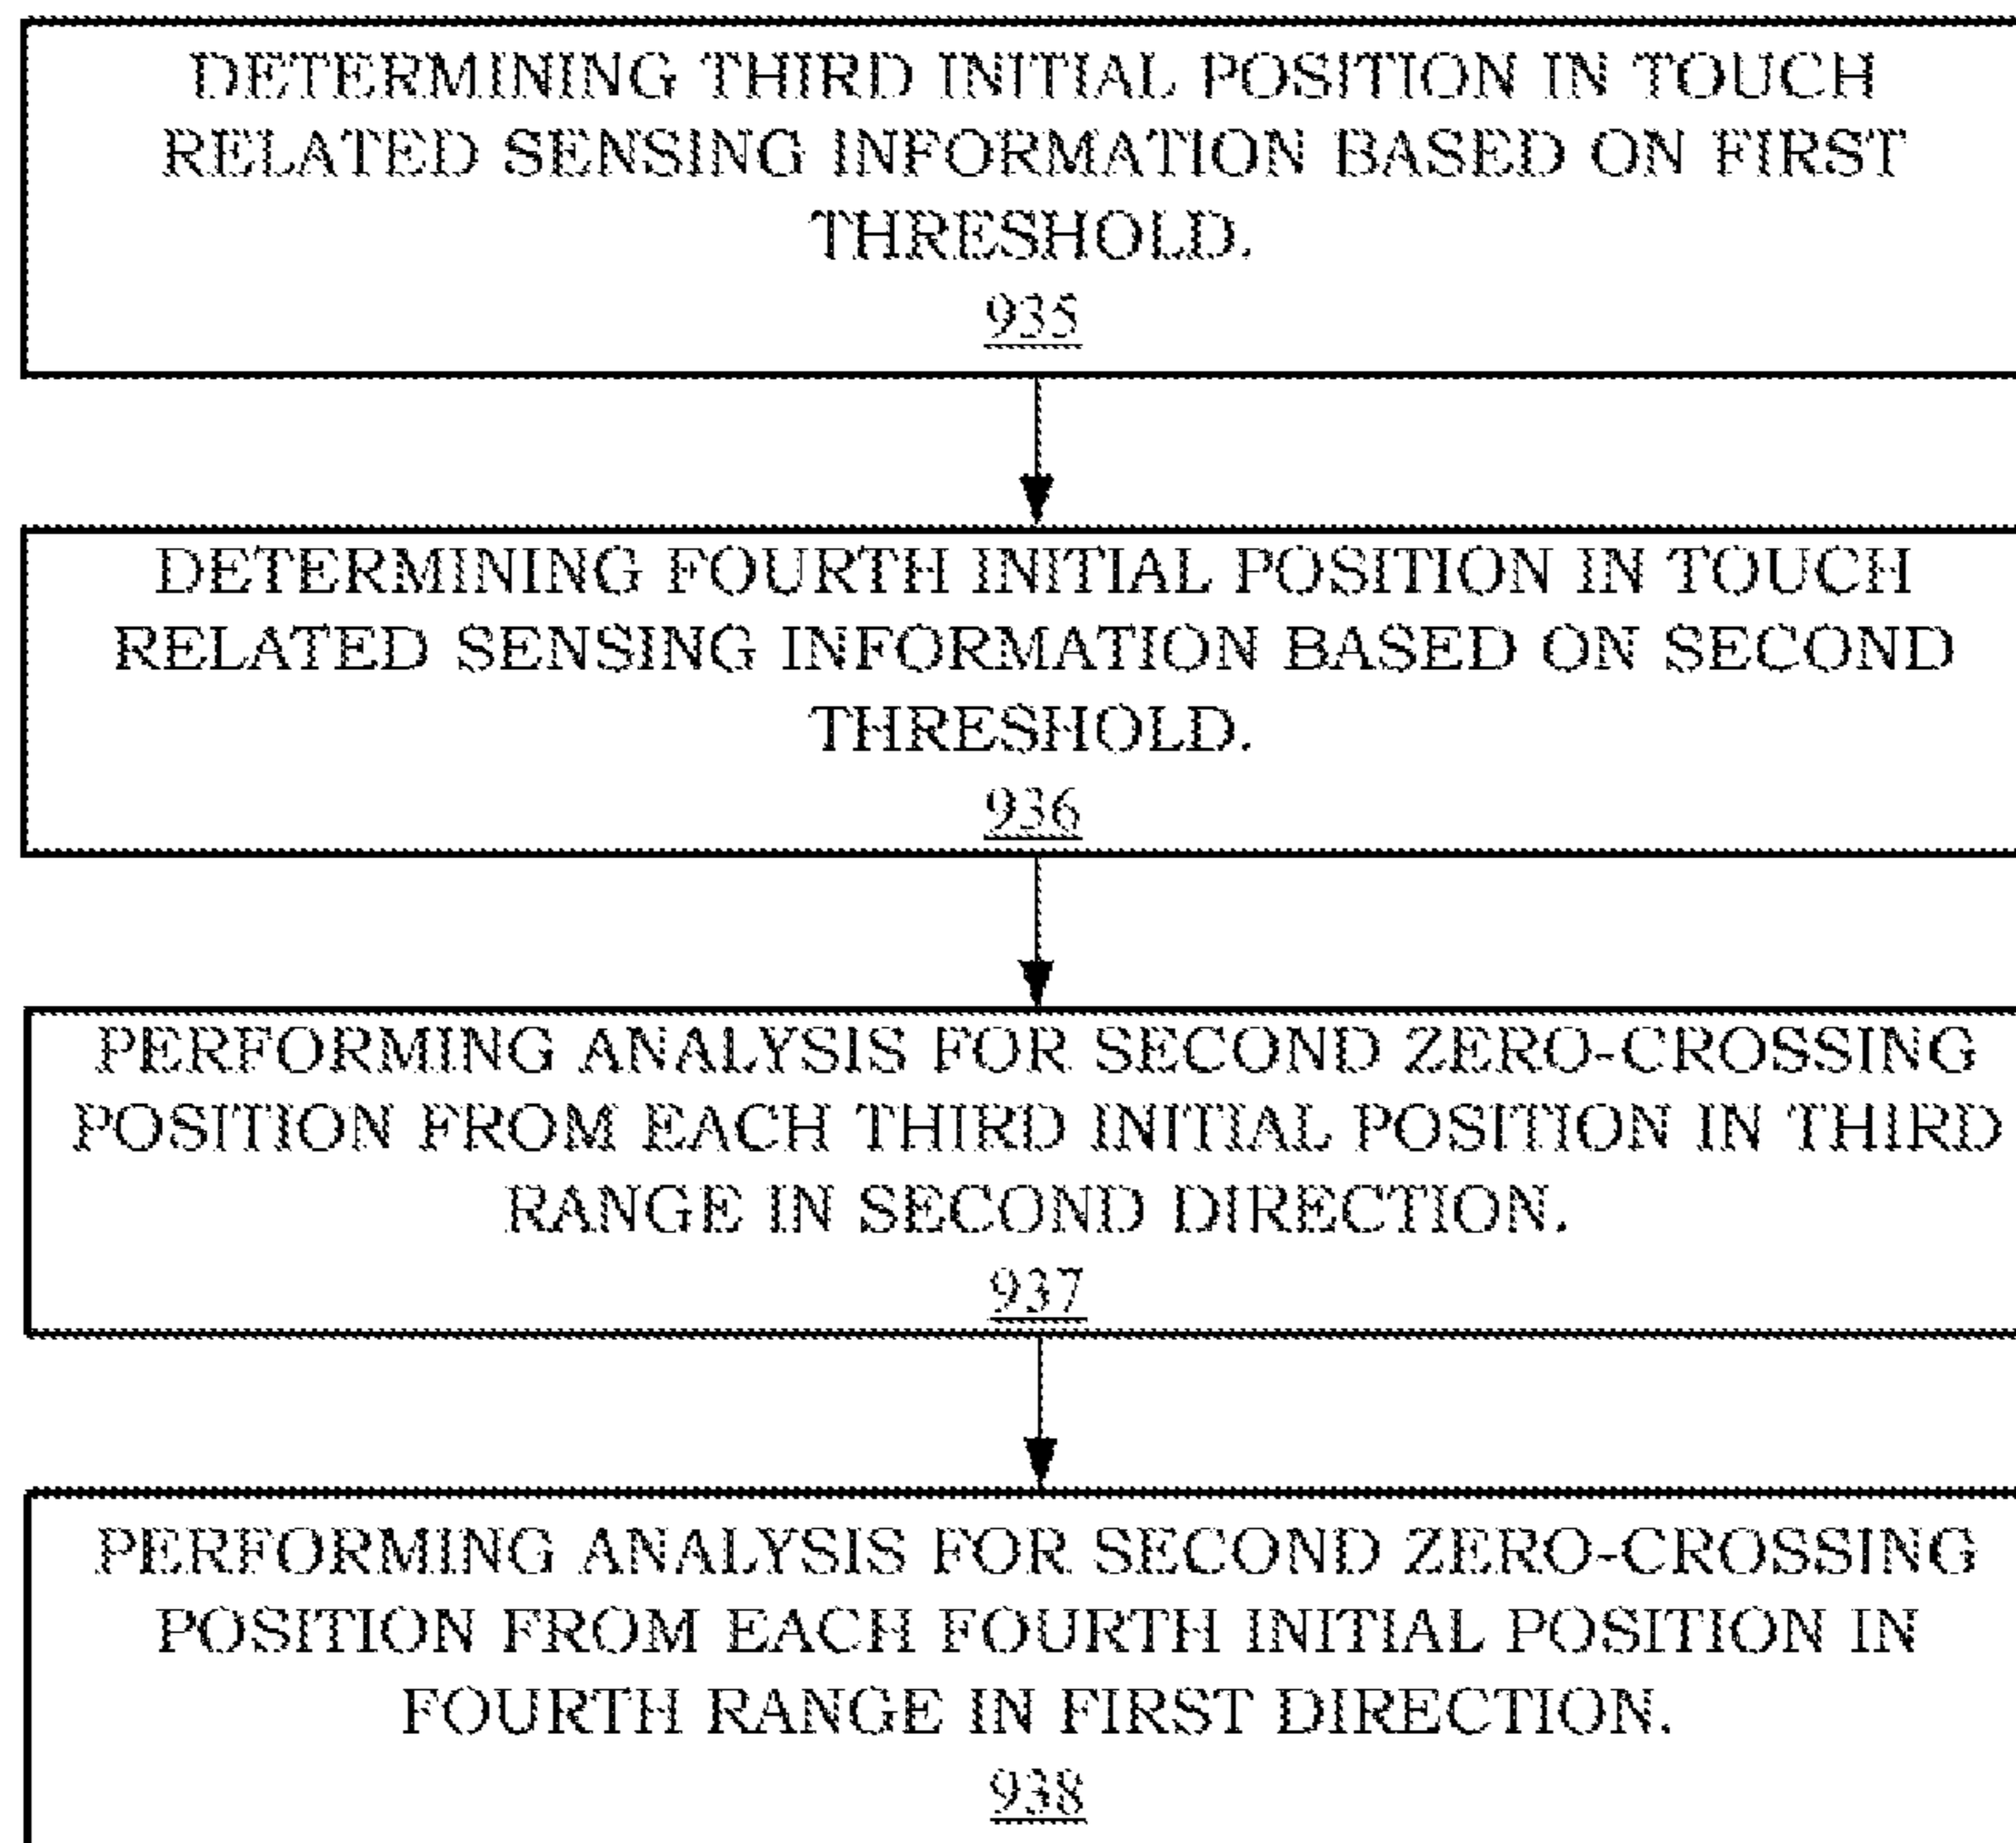 DETERMINING THIRD INITIAL POSITION IN TOUCH
RELATED SENSING INFORMATION BASED ON FIRST
THRESHOLD.
935
DETERMINING FOURTH INITIAL POSITION IN TOUCH
RELATED SENSING INFORMATION BASED ON SECOND
THRESHOLD.
936
PERFORMING ANALYSIS FOR SECOND ZERO-CROSSING
POSITION FROM EACH THIRD INITIAL POSITION IN THIRD
RANGE IN SECOND DIRECTION.
937
PERFORMING ANALYSIS FOR SECOND ZERO-CROSSING
POSITION FROM EACH FOURTH INITIAL POSITION IN
FOURTH RANGE IN FIRST DIRECTION.
938